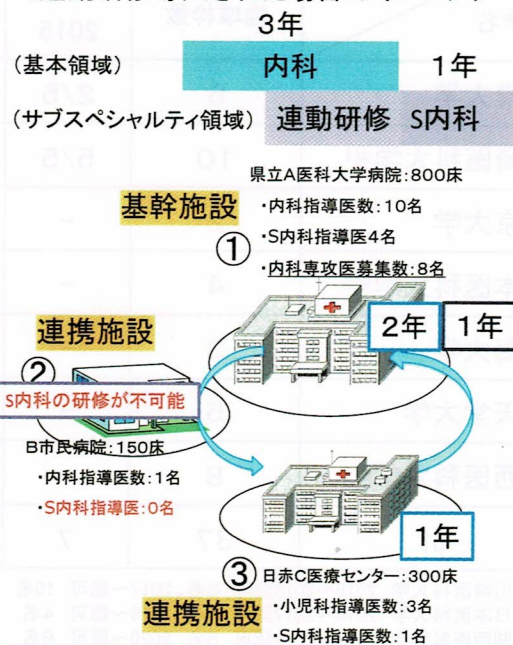 3年
(基本領域) 内科 1年
(サブスペシャルティ領域) 連動研修 S内科
県立A医科大学病院:800床
基幹施設
・内科指導医数:10名
①
・S内科指導医4名
・内科専攻医募集数:8名
2年 1年
連携施設
②
S内科の研修が不可能
B市民病院:150床
・内科指導医数:1名
・S内科指導医:0名
1年
③ 日赤C医療センター:300床
連携施設
・小児科指導医数:3名
・S内科指導医数:1名